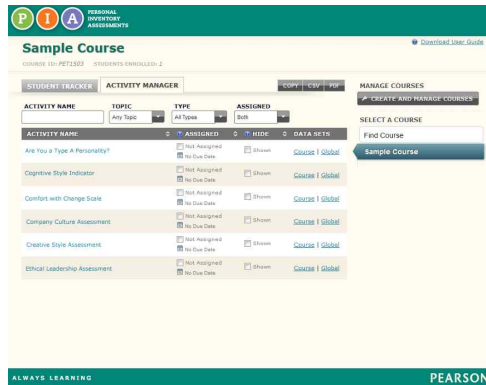 PIA PERSONAL
INVENTORY
ASSESSMENTS
Sample Course
Download User Guide
COURSE ID: PET1503 STUDENTS ENROLLED: 1
STUDENT TRACKER ACTIVITY MANAGER COPY CSV PDF
MANAGE COURSES
CREATE AND MANAGE COURSES
SELECT A COURSE
Find Course
Sample Course
ACTIVITY NAME TOPIC TYPE ASSIGNED
Any Topic All Types Both
ACTIVITY NAME ASSIGNED HIDE DATA SETS
Are You a Type A Personality? Not Assigned Shown Course | Global
No Due Date
Cognitive Style Indicator Not Assigned Shown Course | Global
No Due Date
Comfort with Change Scale Not Assigned Shown Course | Global
No Due Date
Company Culture Assessment Not Assigned Shown Course | Global
No Due Date
Creative Style Assessment Not Assigned Shown Course | Global
No Due Date
Ethical Leadership Assessment Not Assigned Shown Course | Global
No Due Date
ALWAYS LEARNING PEARSON